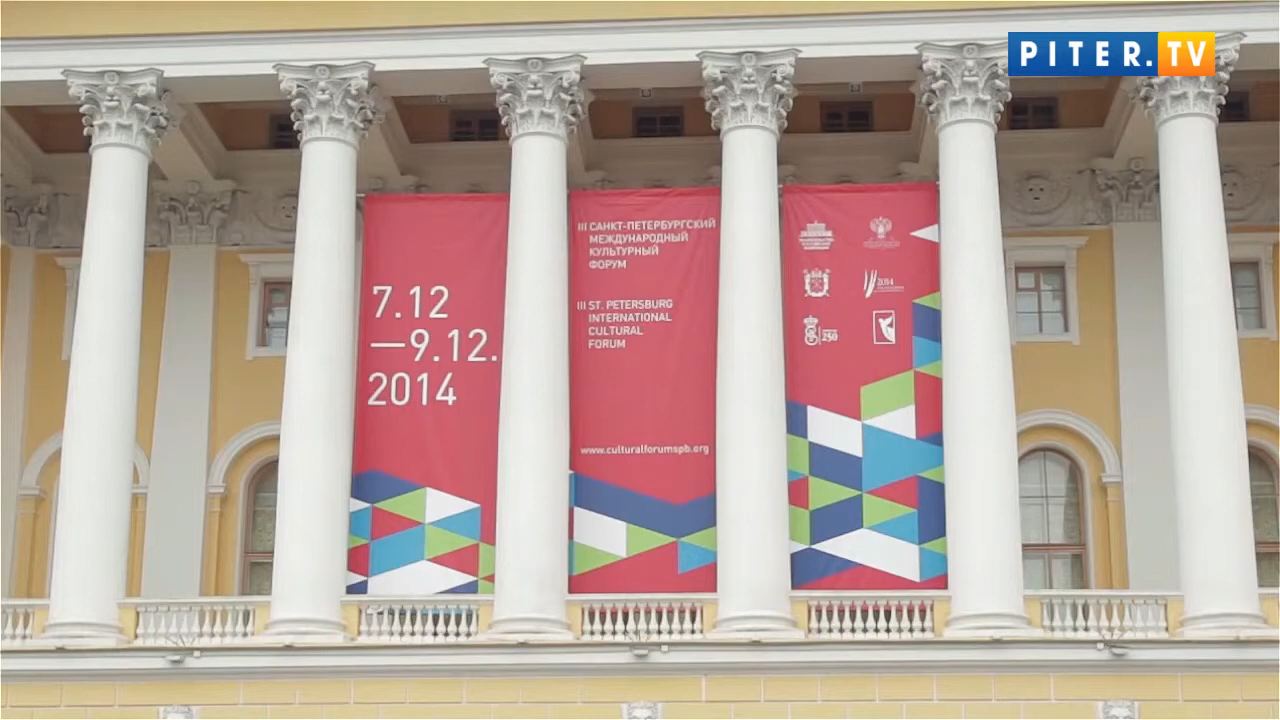 PITER.TV
7.12
—9.12.
2014
III САНКТ-ПЕТЕРБУРГСКИЙ
МЕЖДУНАРОДНЫЙ
КУЛЬТУРНЫЙ
ФОРУМ
III ST. PETERSBURG
INTERNATIONAL
CULTURAL
FORUM
www.culturalforumspb.org
2014
250